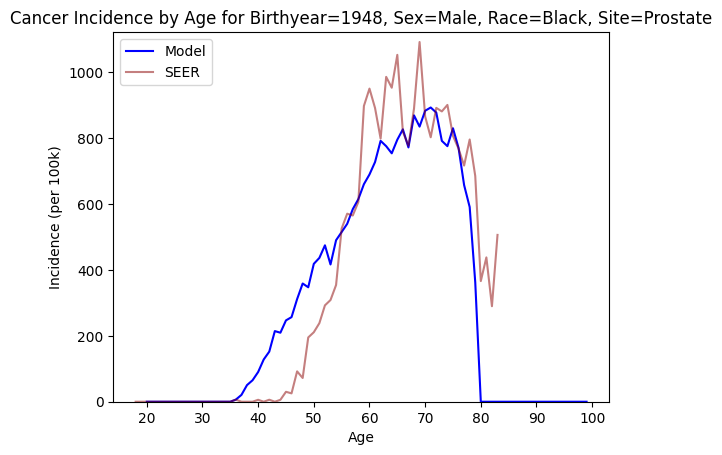 Cancer Incidence by Age for Birthyear=1948, Sex=Male, Race=Black, Site=Prostate
Model
SEER
Incidence (per 100k)
1000
800
600
400
200
0
20 30 40 50 60 70 80 90 100
Age